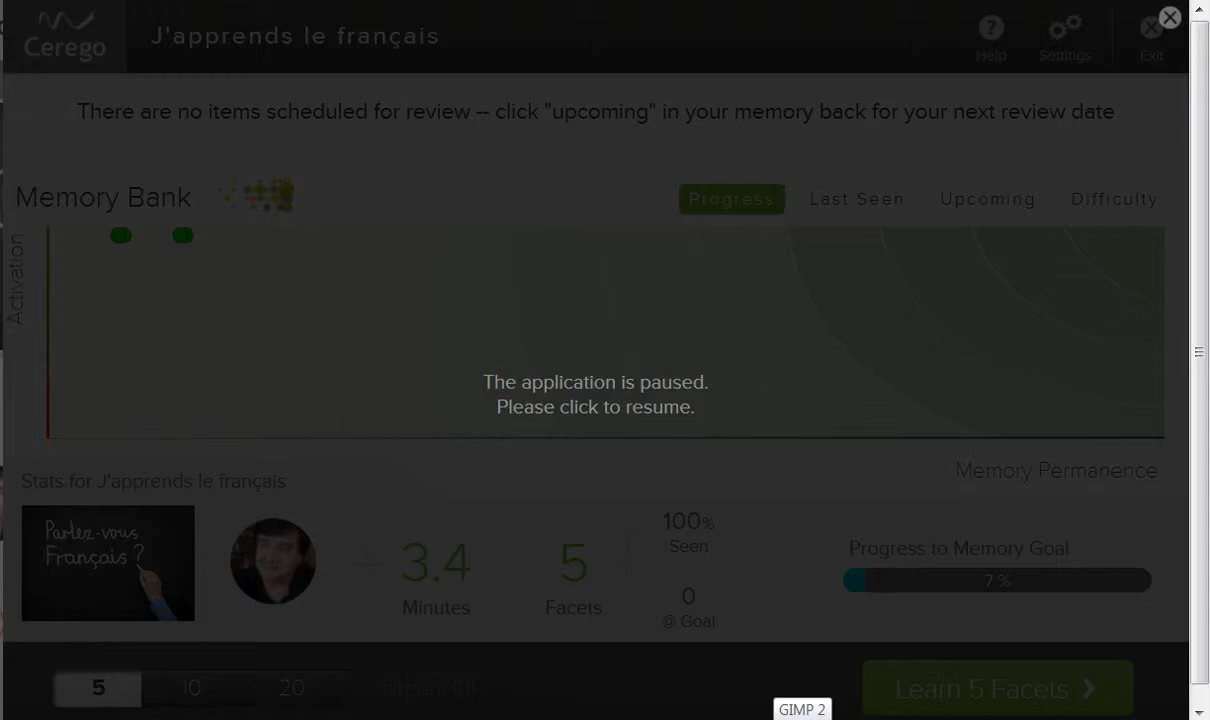 Cerego
J'apprends le français
Help
Settings
Exit
There are no items scheduled for review -- click "upcoming" in your memory back for your next review date
Memory Bank
Progress
Last Seen
Upcoming
Difficulty
Activation
The application is paused.
Please click to resume.
Memory Permanence
Stats for J'apprends le français
Parlez-vous
Français ?
3.4
Minutes
5
Facets
100%
Seen
0
@ Goal
Progress to Memory Goal
7 %
5
10
20
Urgent (0)
Learn 5 Facets
GIMP 2